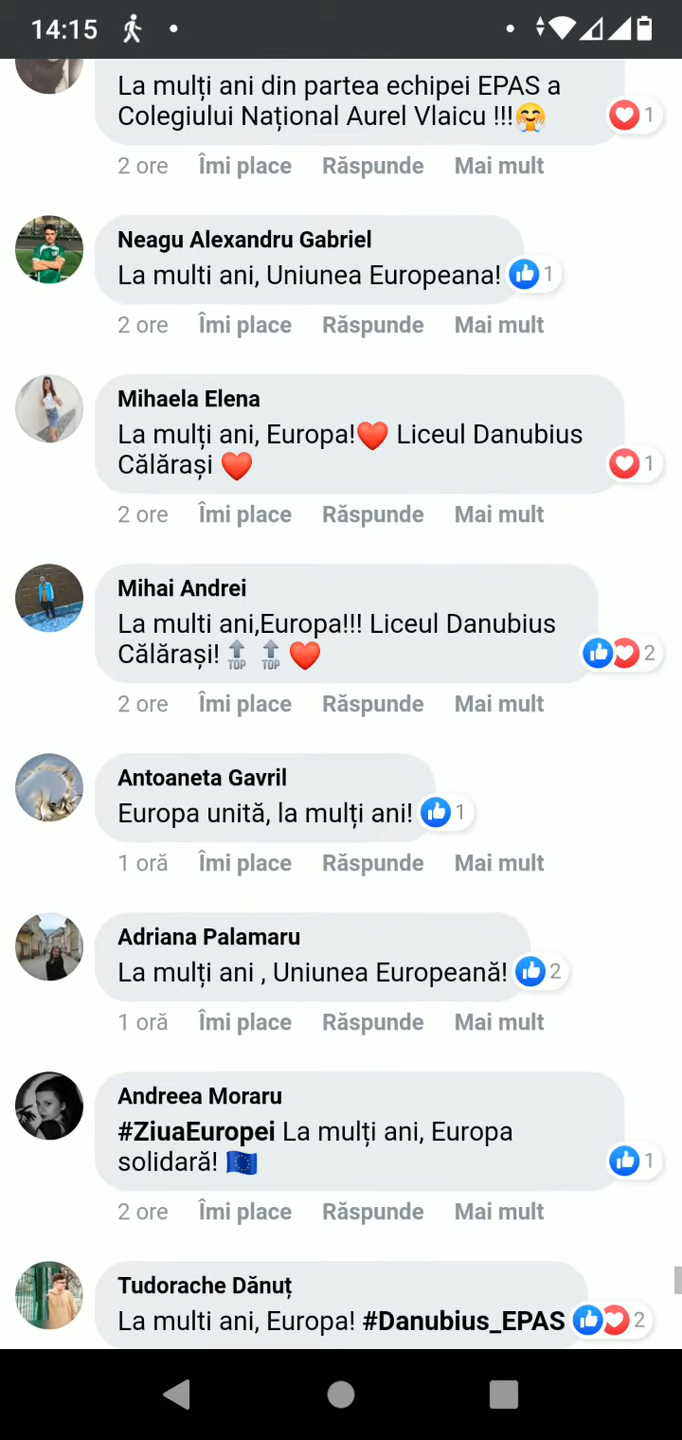 14:15
La mulți ani din partea echipei EPAS a
Colegiului Național Aurel Vlaicu !!!🤗
1
2 ore Îmi place Răspunde Mai mult
Neagu Alexandru Gabriel
La multi ani, Uniunea Europeana!
1
2 ore Îmi place Răspunde Mai mult
Mihaela Elena
La mulți ani, Europa!❤️ Liceul Danubius
Călărași ❤️
1
2 ore Îmi place Răspunde Mai mult
Mihai Andrei
La multi ani,Europa!!! Liceul Danubius
Călărași! 🔝 🔝 ❤️
2
2 ore Îmi place Răspunde Mai mult
Antoaneta Gavril
Europa unită, la mulți ani!
1
1 oră Îmi place Răspunde Mai mult
Adriana Palamaru
La mulți ani , Uniunea Europeană!
2
1 oră Îmi place Răspunde Mai mult
Andreea Moraru
#ZiuaEuropei La mulți ani, Europa
solidară! 🇪🇺
1
2 ore Îmi place Răspunde Mai mult
Tudorache Dănuț
La multi ani, Europa! #Danubius_EPAS
2